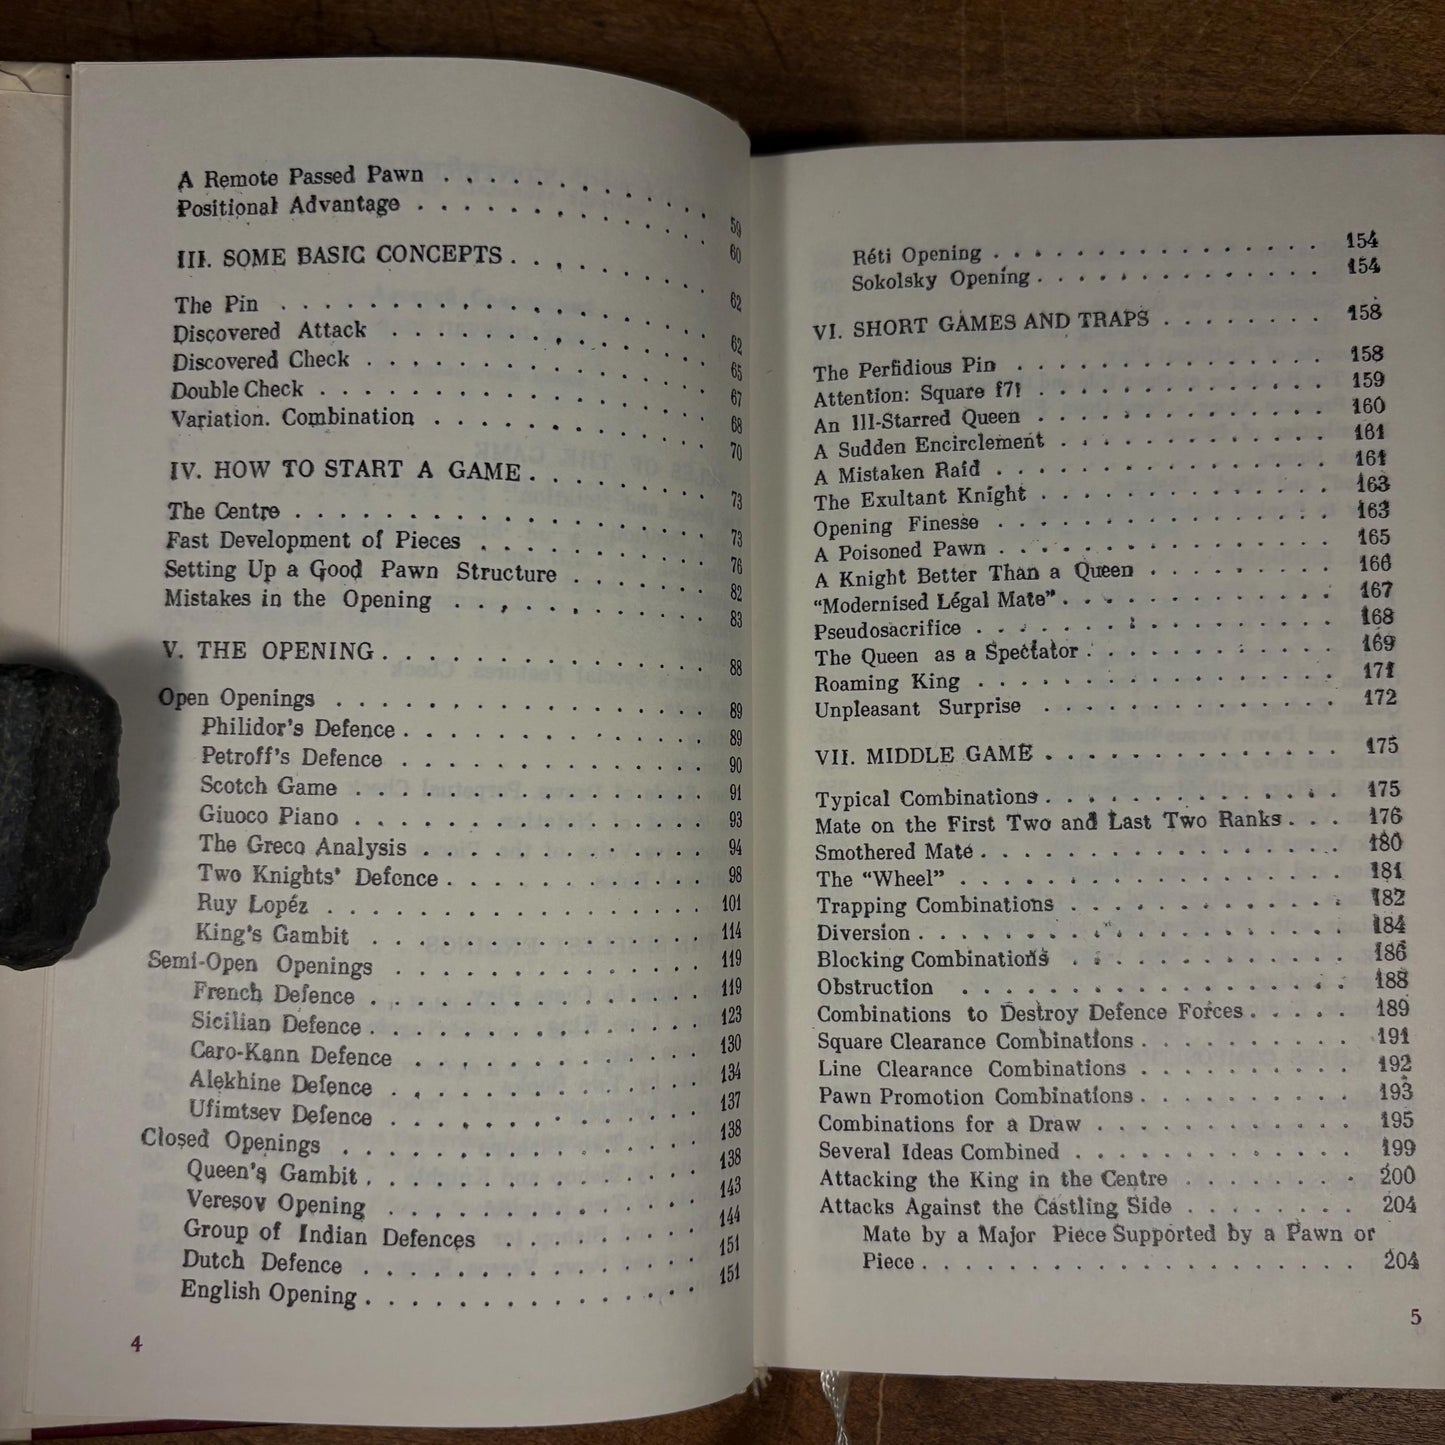 A Remote Passed Pawn . . . . . . . . . . 59
Positional Advantage . . . . . . . . . . 60
III. SOME BASIC CONCEPTS . . . . . . . . 62
The Pin . . . . . . . . . . . . . . . 62
Discovered Attack . . . . . . . . . . . 65
Discovered Check . . . . . . . . . . . . 67
Double Check . . . . . . . . . . . . . . 68
Variation. Combination . . . . . . . . . 70
IV. HOW TO START A GAME . . . . . . . . 73
The Centre . . . . . . . . . . . . . . 73
Fast Development of Pieces . . . . . . . . 76
Setting Up a Good Pawn Structure . . . . . 82
Mistakes in the Opening . . . . . . . . . 83
V. THE OPENING . . . . . . . . . . . . . 88
Open Openings . . . . . . . . . . . . . 89
Philidor's Defence . . . . . . . . . . . 89
Petroff's Defence . . . . . . . . . . . 90
Scotch Game . . . . . . . . . . . . . 91
Giuoco Piano . . . . . . . . . . . . . 93
The Greco Analysis . . . . . . . . . . 94
Two Knights' Defence . . . . . . . . . 98
Ruy Lopéz . . . . . . . . . . . . . . 101
King's Gambit . . . . . . . . . . . . 114
Semi-Open Openings . . . . . . . . . . . 119
French Defence . . . . . . . . . . . . 119
Sicilian Defence . . . . . . . . . . . . 123
Caro-Kann Defence . . . . . . . . . . . 130
Alekhine Defence . . . . . . . . . . . 134
Ufimtsev Defence . . . . . . . . . . . 137
Closed Openings . . . . . . . . . . . . 138
Queen's Gambit . . . . . . . . . . . . 138
Veresov Opening . . . . . . . . . . . 143
Group of Indian Defences . . . . . . . 144
Dutch Defence . . . . . . . . . . . . 151
English Opening . . . . . . . . . . . . 151
4
Réti Opening . . . . . . . . . . . . . 154
Sokolsky Opening . . . . . . . . . . . 154
VI. SHORT GAMES AND TRAPS . . . . . . . . 158
The Perfidious Pin . . . . . . . . . . . 158
Attention: Square f7! . . . . . . . . . . 159
An Ill-Starred Queen . . . . . . . . . . 160
A Sudden Encirclement . . . . . . . . . . 161
A Mistaken Raid . . . . . . . . . . . . 161
The Exultant Knight . . . . . . . . . . . 163
Opening Finesse . . . . . . . . . . . . 163
A Poisoned Pawn . . . . . . . . . . . . 165
A Knight Better Than a Queen . . . . . . . 166
“Modernised Légal Mate” . . . . . . . . . 167
Pseudosacrifice . . . . . . . . . . . . . 168
The Queen as a Spectator . . . . . . . . . 169
Roaming King . . . . . . . . . . . . . 171
Unpleasant Surprise . . . . . . . . . . . 172
VII. MIDDLE GAME . . . . . . . . . . . . 175
Typical Combinations . . . . . . . . . . . 175
Mate on the First Two and Last Two Ranks . . . 176
Smothered Mate . . . . . . . . . . . . . 180
The “Wheel” . . . . . . . . . . . . . . 181
Trapping Combinations . . . . . . . . . . 182
Diversion . . . . . . . . . . . . . . . 184
Blocking Combinations . . . . . . . . . . 186
Obstruction . . . . . . . . . . . . . . 188
Combinations to Destroy Defence Forces . . . . . 189
Square Clearance Combinations . . . . . . . . 191
Line Clearance Combinations . . . . . . . . 192
Pawn Promotion Combinations . . . . . . . . 193
Combinations for a Draw . . . . . . . . . 195
Several Ideas Combined . . . . . . . . . . 199
Attacking the King in the Centre . . . . . . . 200
Attacks Against the Castling Side . . . . . . . 204
Mate by a Major Piece Supported by a Pawn or
Piece . . . . . . . . . . . . . . . . 204
5